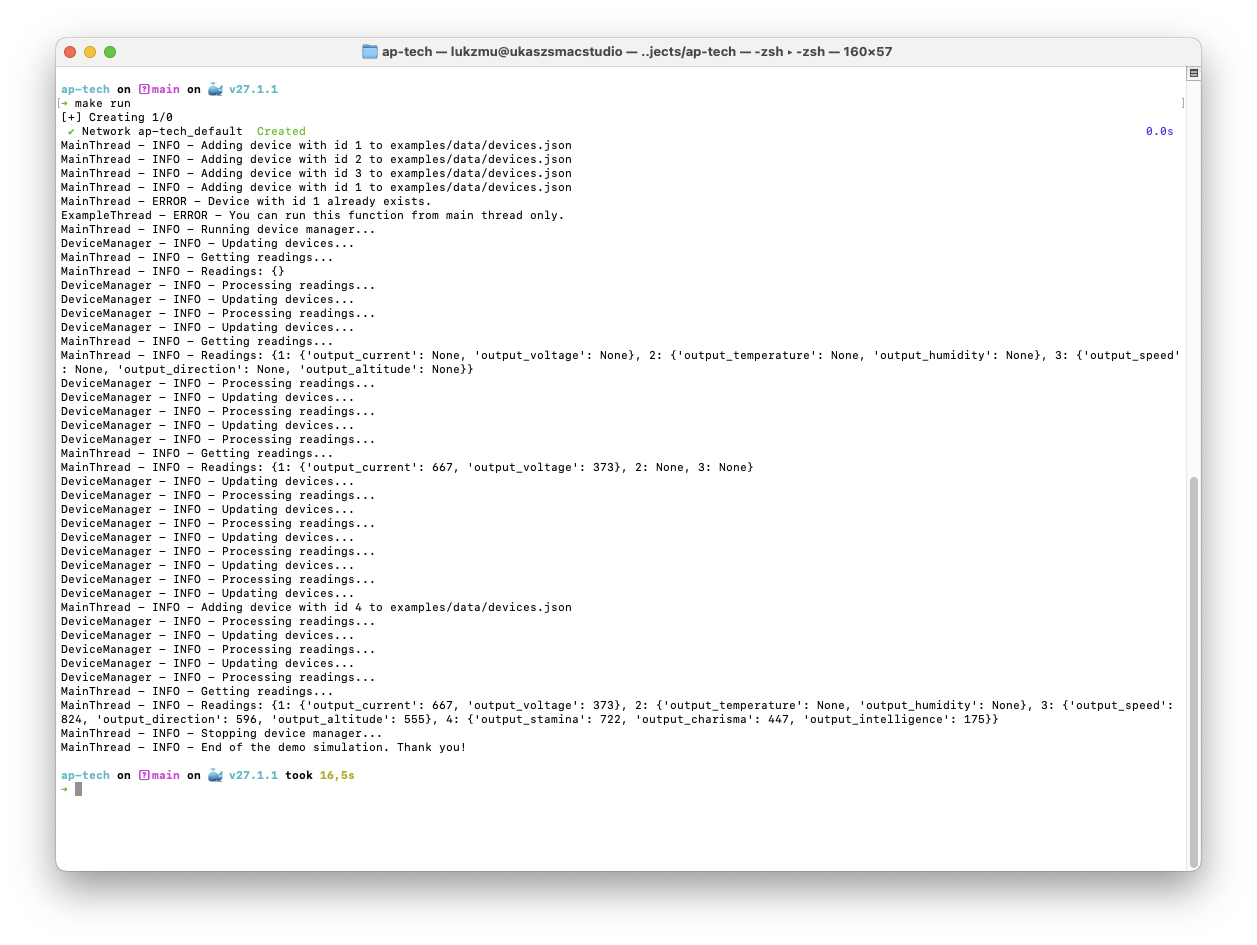 ap-tech — lukzmu@ukaszsmacstudio — ..jects/ap-tech — -zsh ▸ -zsh — 160×57
ap-tech on main on 🐳 v27.1.1
➜ make run
[+] Creating 1/0
✔ Network ap-tech_default  Created 0.0s
MainThread - INFO - Adding device with id 1 to examples/data/devices.json
MainThread - INFO - Adding device with id 2 to examples/data/devices.json
MainThread - INFO - Adding device with id 3 to examples/data/devices.json
MainThread - INFO - Adding device with id 1 to examples/data/devices.json
MainThread - ERROR - Device with id 1 already exists.
ExampleThread - ERROR - You can run this function from main thread only.
MainThread - INFO - Running device manager...
DeviceManager - INFO - Updating devices...
MainThread - INFO - Getting readings...
MainThread - INFO - Readings: {}
DeviceManager - INFO - Processing readings...
DeviceManager - INFO - Updating devices...
DeviceManager - INFO - Processing readings...
DeviceManager - INFO - Updating devices...
MainThread - INFO - Getting readings...
MainThread - INFO - Readings: {1: {'output_current': None, 'output_voltage': None}, 2: {'output_temperature': None, 'output_humidity': None}, 3: {'output_speed'
: None, 'output_direction': None, 'output_altitude': None}}
DeviceManager - INFO - Processing readings...
DeviceManager - INFO - Updating devices...
DeviceManager - INFO - Processing readings...
DeviceManager - INFO - Updating devices...
DeviceManager - INFO - Processing readings...
MainThread - INFO - Getting readings...
MainThread - INFO - Readings: {1: {'output_current': 667, 'output_voltage': 373}, 2: None, 3: None}
DeviceManager - INFO - Updating devices...
DeviceManager - INFO - Processing readings...
DeviceManager - INFO - Updating devices...
DeviceManager - INFO - Processing readings...
DeviceManager - INFO - Updating devices...
DeviceManager - INFO - Processing readings...
DeviceManager - INFO - Updating devices...
DeviceManager - INFO - Processing readings...
DeviceManager - INFO - Updating devices...
MainThread - INFO - Adding device with id 4 to examples/data/devices.json
DeviceManager - INFO - Processing readings...
DeviceManager - INFO - Updating devices...
DeviceManager - INFO - Processing readings...
DeviceManager - INFO - Updating devices...
DeviceManager - INFO - Processing readings...
MainThread - INFO - Getting readings...
MainThread - INFO - Readings: {1: {'output_current': 667, 'output_voltage': 373}, 2: {'output_temperature': None, 'output_humidity': None}, 3: {'output_speed':
824, 'output_direction': 596, 'output_altitude': 555}, 4: {'output_stamina': 722, 'output_charisma': 447, 'output_intelligence': 175}}
MainThread - INFO - Stopping device manager...
MainThread - INFO - End of the demo simulation. Thank you!
ap-tech on main on 🐳 v27.1.1 took 16,5s
➜